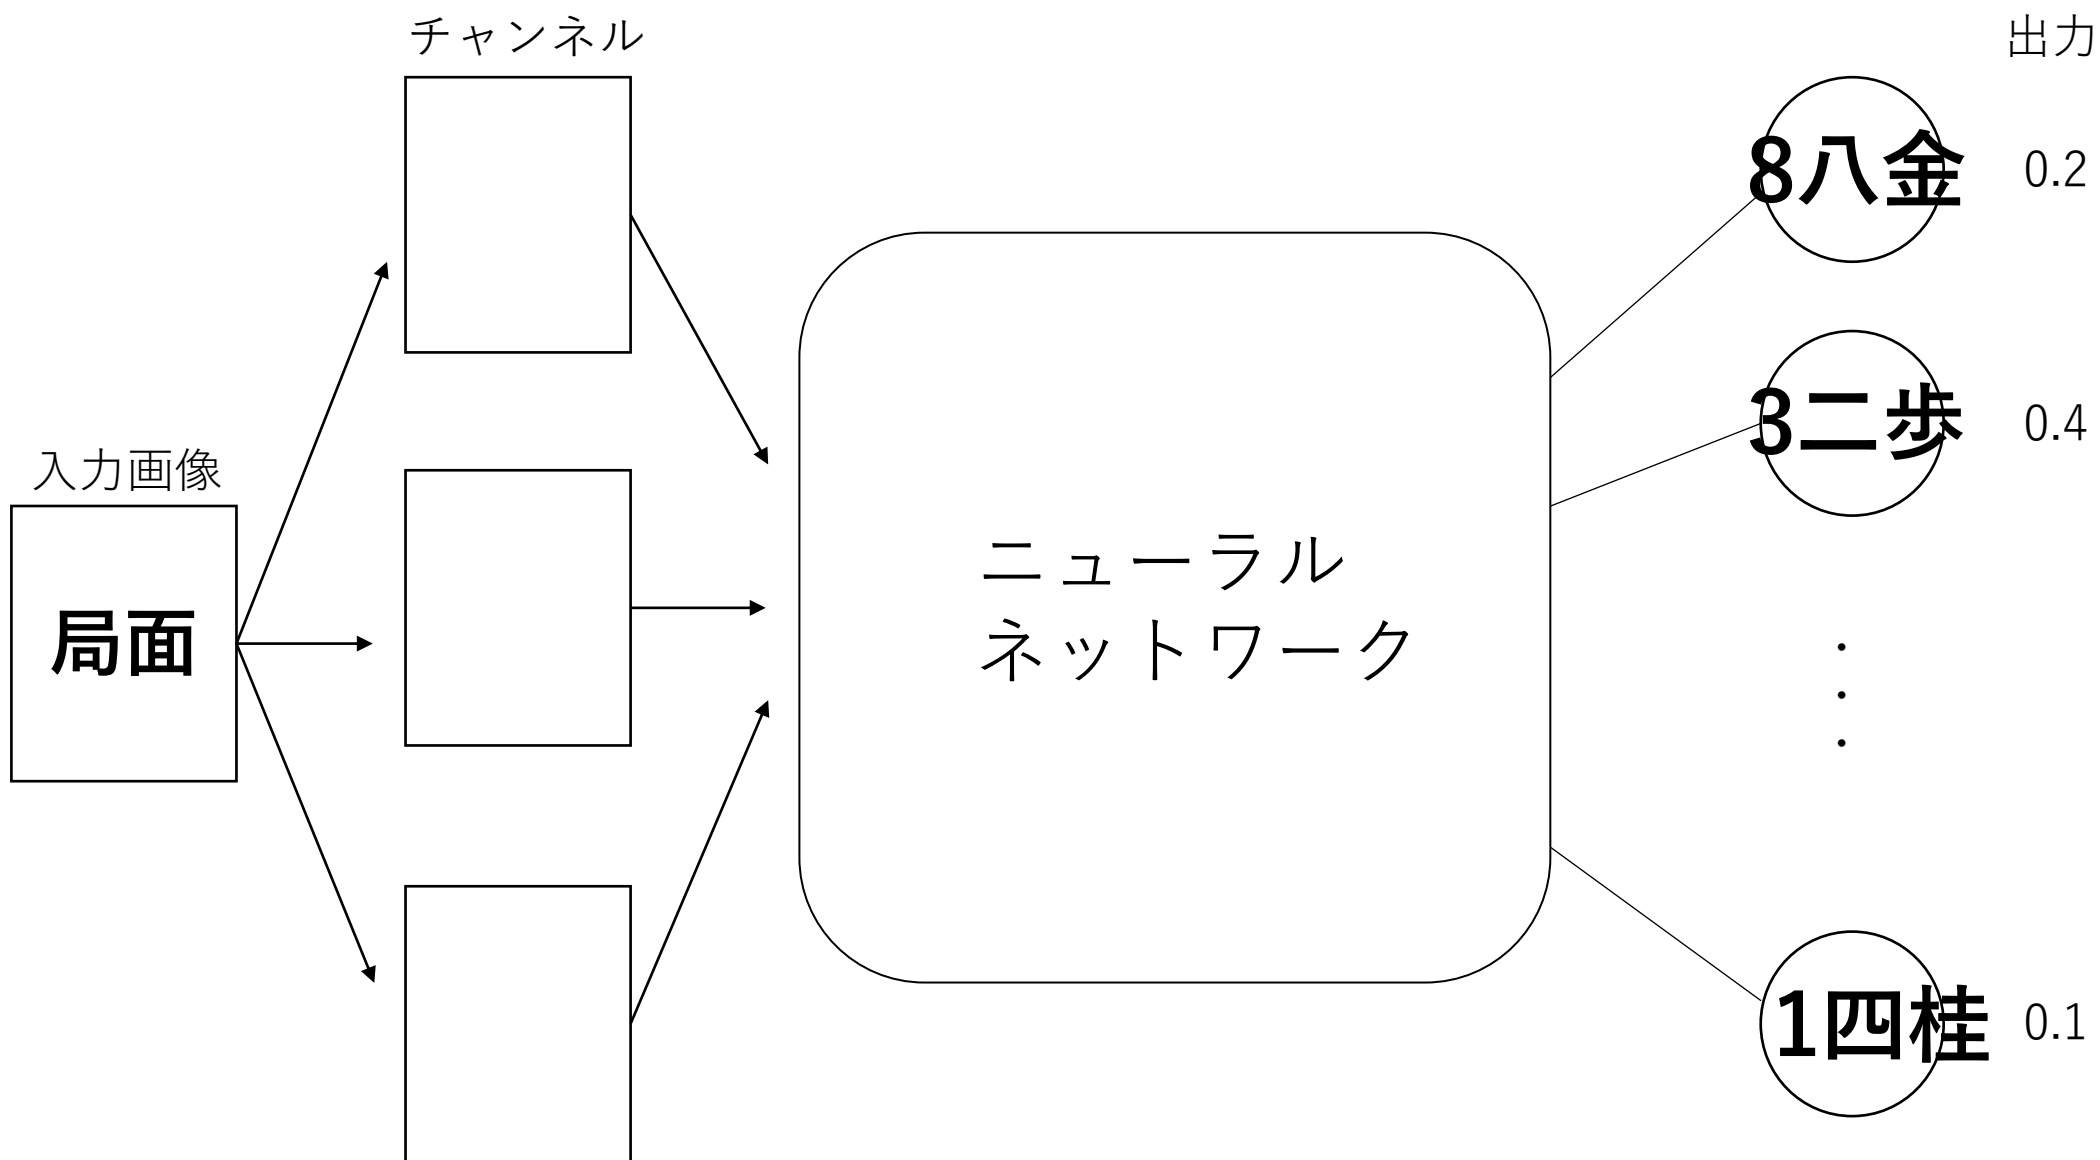 チャンネル
出力
8八金
0.2
3二歩
0.4
入力画像
局面
ニューラル
ネットワーク
1四桂
0.1